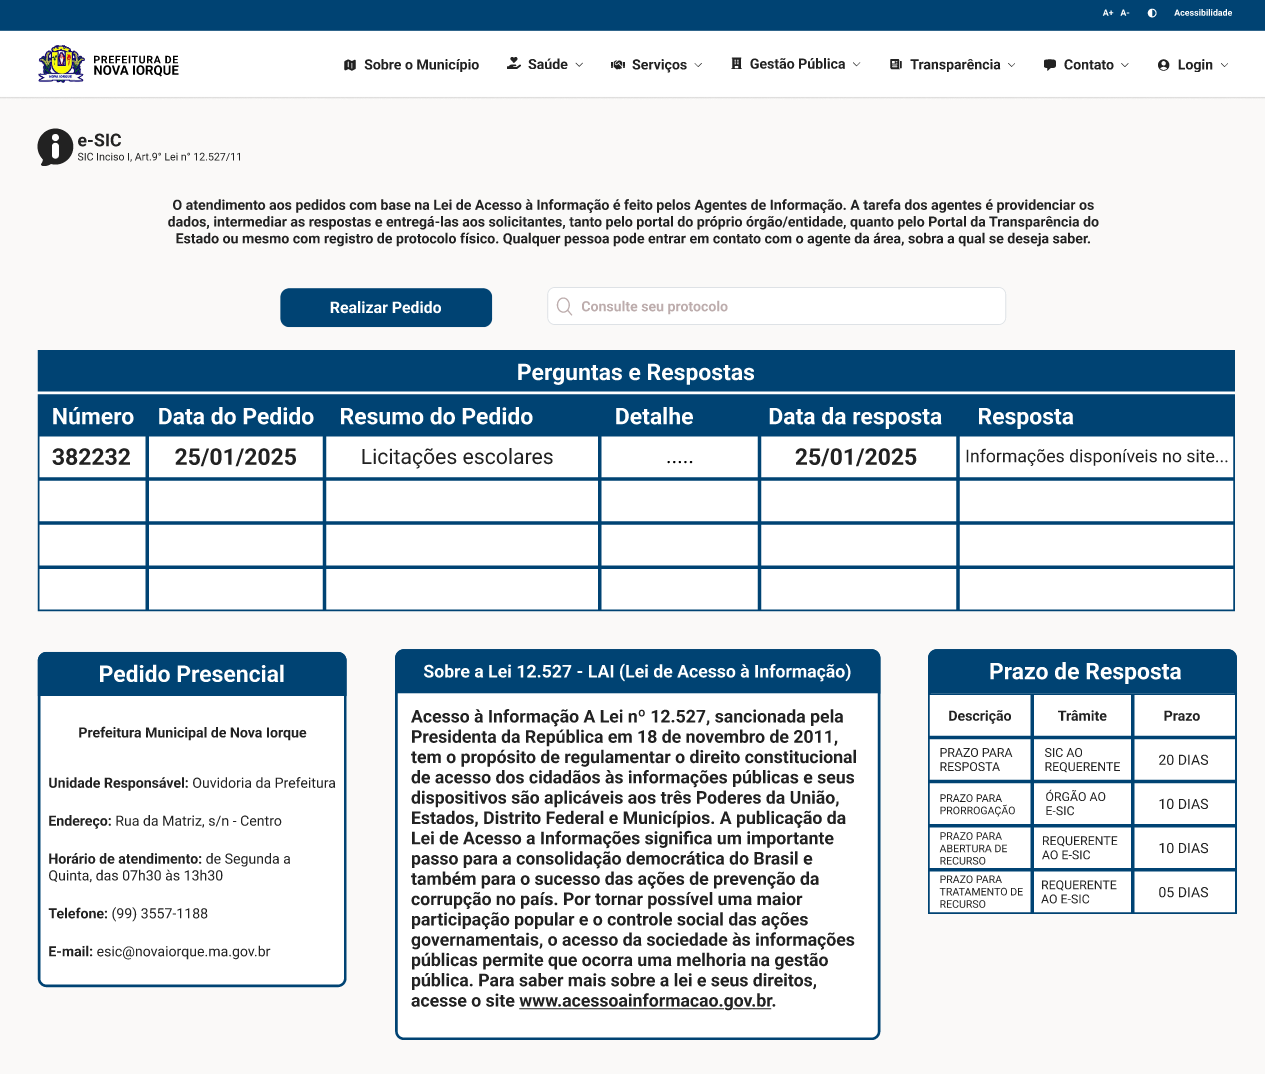 A+ A- Acessibilidade
PREFEITURA DE
NOVA IORQUE
NOVA IORQUE
Sobre o Município Saúde Serviços Gestão Pública Transparência Contato Login
e-SIC
SIC Inciso I, Art.9° Lei n° 12.527/11
O atendimento aos pedidos com base na Lei de Acesso à Informação é feito pelos Agentes de Informação. A tarefa dos agentes é providenciar os
dados, intermediar as respostas e entregá-las aos solicitantes, tanto pelo portal do próprio órgão/entidade, quanto pelo Portal da Transparência do
Estado ou mesmo com registro de protocolo físico. Qualquer pessoa pode entrar em contato com o agente da área, sobra a qual se deseja saber.
Realizar Pedido
Consulte seu protocolo
Perguntas e Respostas
Número Data do Pedido Resumo do Pedido Detalhe Data da resposta Resposta
382232 25/01/2025 Licitações escolares ..... 25/01/2025 Informações disponíveis no site...
Pedido Presencial
Prefeitura Municipal de Nova Iorque
Unidade Responsável: Ouvidoria da Prefeitura
Endereço: Rua da Matriz, s/n - Centro
Horário de atendimento: de Segunda a
Quinta, das 07h30 às 13h30
Telefone: (99) 3557-1188
E-mail: esic@novaiorque.ma.gov.br
Sobre a Lei 12.527 - LAI (Lei de Acesso à Informação)
Acesso à Informação A Lei nº 12.527, sancionada pela
Presidenta da República em 18 de novembro de 2011,
tem o propósito de regulamentar o direito constitucional
de acesso dos cidadãos às informações públicas e seus
dispositivos são aplicáveis aos três Poderes da União,
Estados, Distrito Federal e Municípios. A publicação da
Lei de Acesso a Informações significa um importante
passo para a consolidação democrática do Brasil e
também para o sucesso das ações de prevenção da
corrupção no país. Por tornar possível uma maior
participação popular e o controle social das ações
governamentais, o acesso da sociedade às informações
públicas permite que ocorra uma melhoria na gestão
pública. Para saber mais sobre a lei e seus direitos,
acesse o site www.acessoainformacao.gov.br.
Prazo de Resposta
Descrição Trâmite Prazo
PRAZO PARA
RESPOSTA
SIC AO
REQUERENTE
20 DIAS
PRAZO PARA
PRORROGAÇÃO
ÓRGÃO AO
E-SIC
10 DIAS
PRAZO PARA
ABERTURA DE
RECURSO
REQUERENTE
AO E-SIC
10 DIAS
PRAZO PARA
TRATAMENTO DE
RECURSO
REQUERENTE
AO E-SIC
05 DIAS